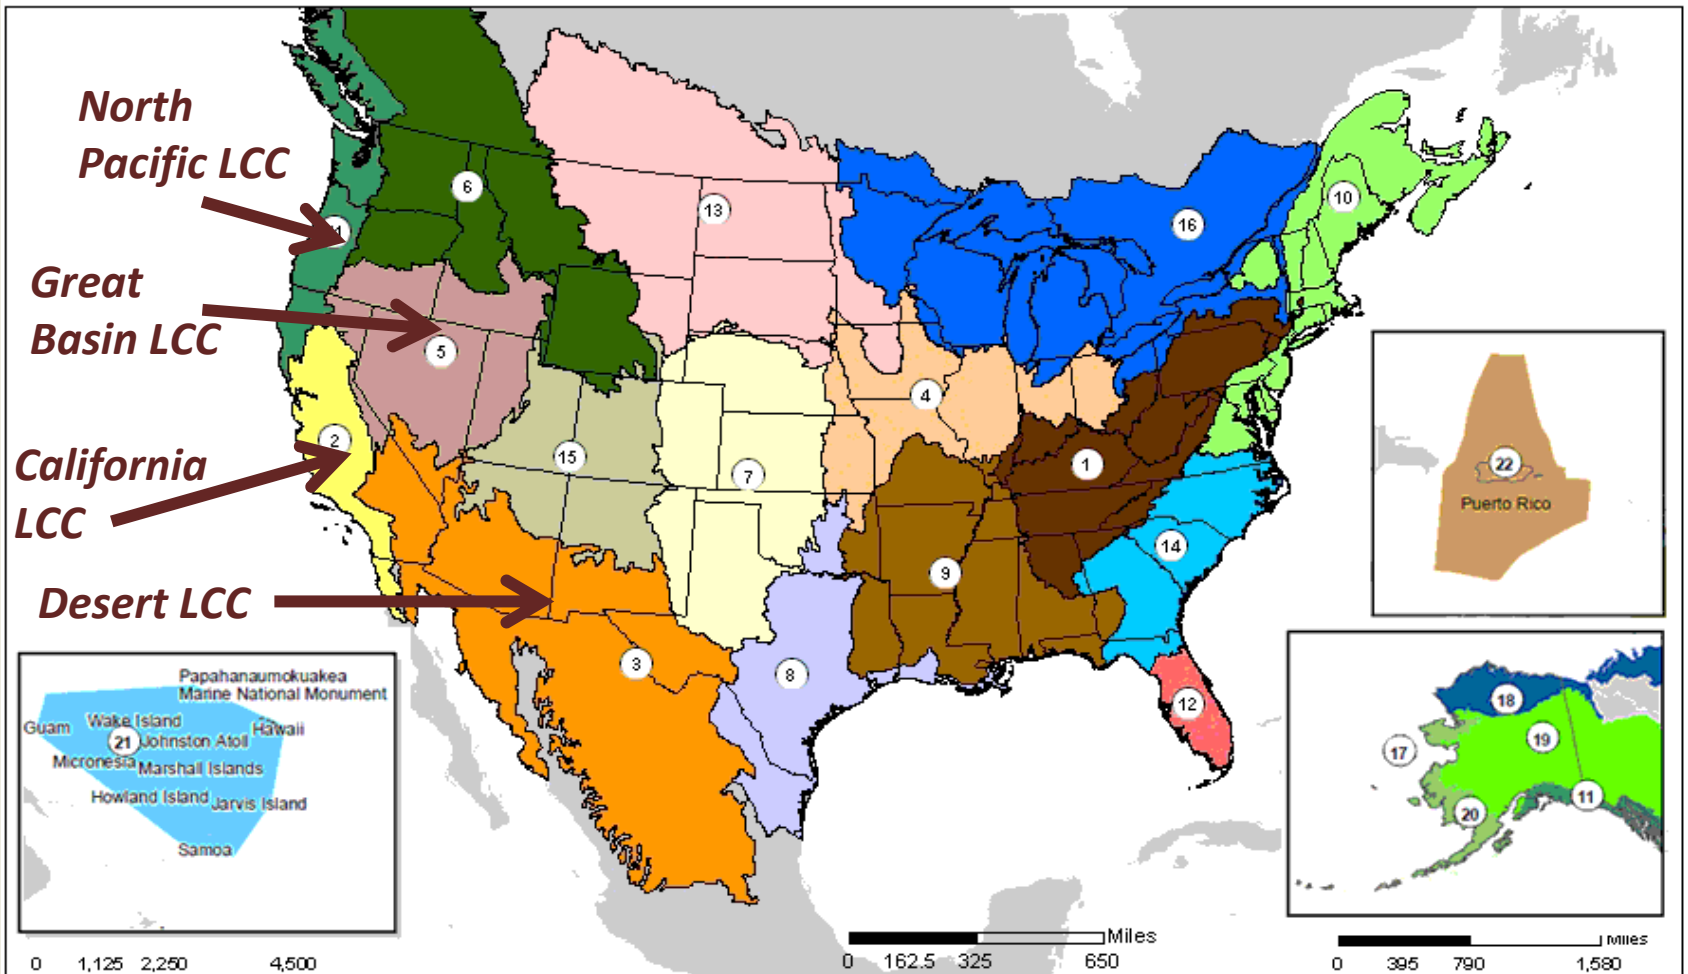 North
Pacific LCC
Great
Basin LCC
California
LCC
Desert LCC
6
13
16
10
5
4
2
15
7
1
14
9
3
8
12
22
Puerto Rico
Papahanaumokuakea
Marine National Monument
Guam
Wake Island
Hawaii
21
Johnston Atoll
Micronesia
Marshall Islands
Howland Island
Jarvis Island
Samoa
18
17
19
11
20
0 1,125 2,250 4,500
Miles
0 162.5 325 650
Miles
0 395 790 1,580